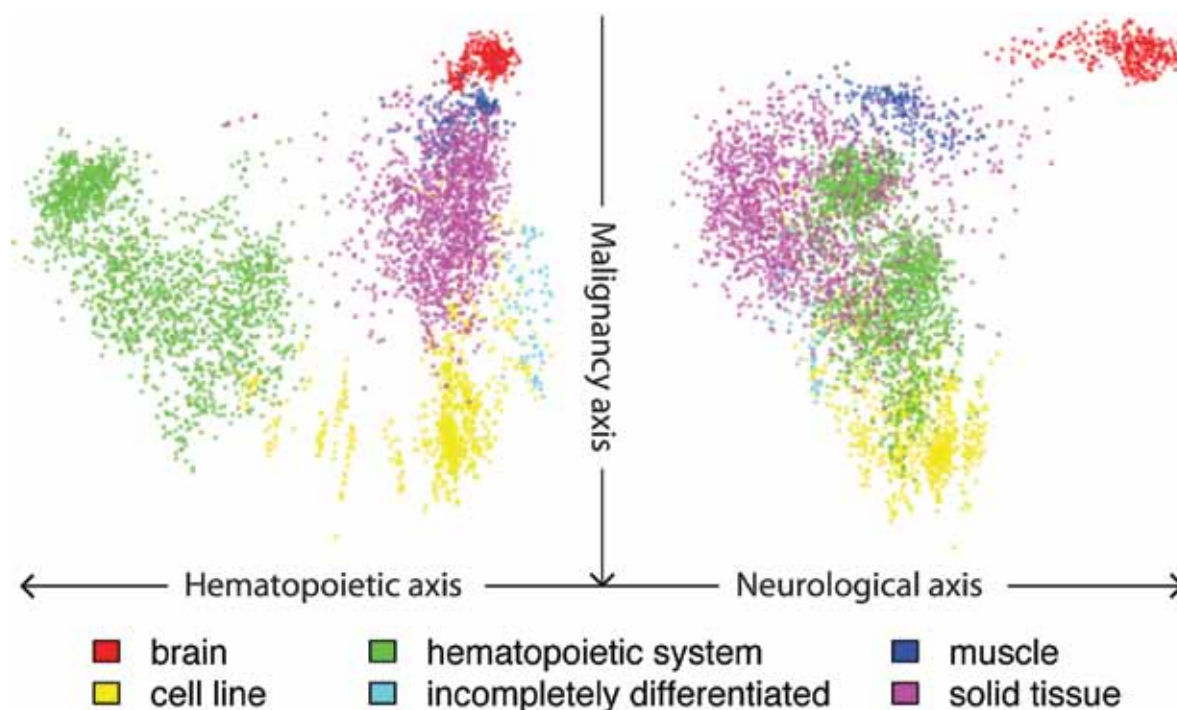 Malignancy axis
Hematopoietic axis
Neurological axis
brain
hematopoietic system
muscle
cell line
incompletely differentiated
solid tissue